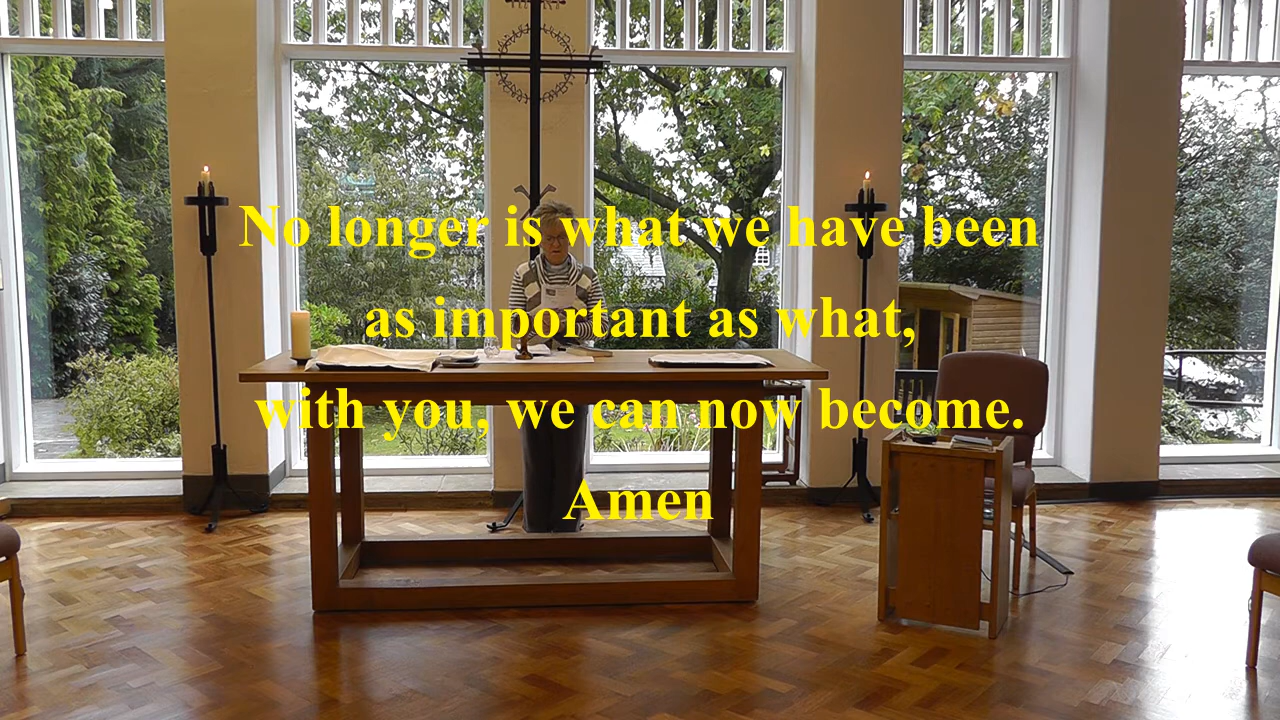 No longer is what we have been
as important as what,
with you, we can now become.
Amen